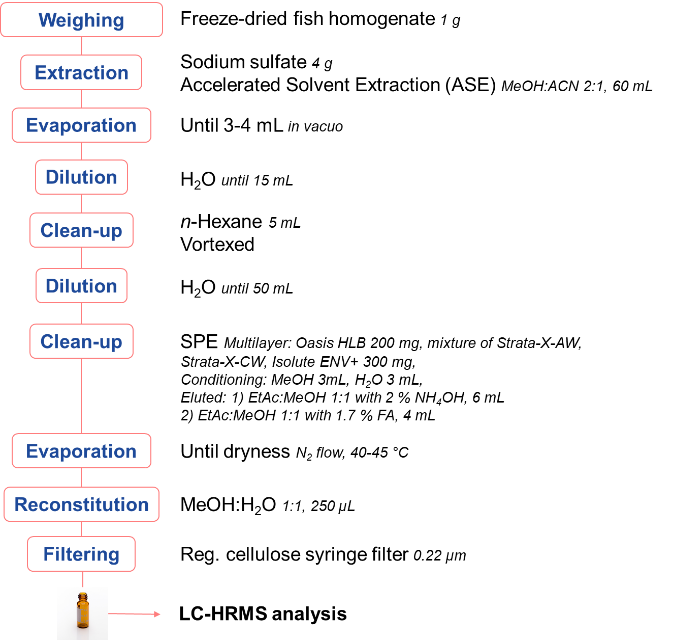 Weighing
Freeze-dried fish homogenate 1 g
Extraction
Sodium sulfate 4 g
Accelerated Solvent Extraction (ASE) MeOH:ACN 2:1, 60 mL
Evaporation
Until 3-4 mL in vacuo
Dilution
H₂O until 15 mL
Clean-up
n-Hexane 5 mL
Vortexed
Dilution
H₂O until 50 mL
Clean-up
SPE Multilayer: Oasis HLB 200 mg, mixture of Strata-X-AW,
Strata-X-CW, Isolute ENV+ 300 mg,
Conditioning: MeOH 3mL, H₂O 3 mL,
Eluted: 1) EtAc:MeOH 1:1 with 2 % NH₄OH, 6 mL
2) EtAc:MeOH 1:1 with 1.7 % FA, 4 mL
Evaporation
Until dryness N₂ flow, 40-45 °C
Reconstitution
MeOH:H₂O 1:1, 250 µL
Filtering
Reg. cellulose syringe filter 0.22 µm
LC-HRMS analysis